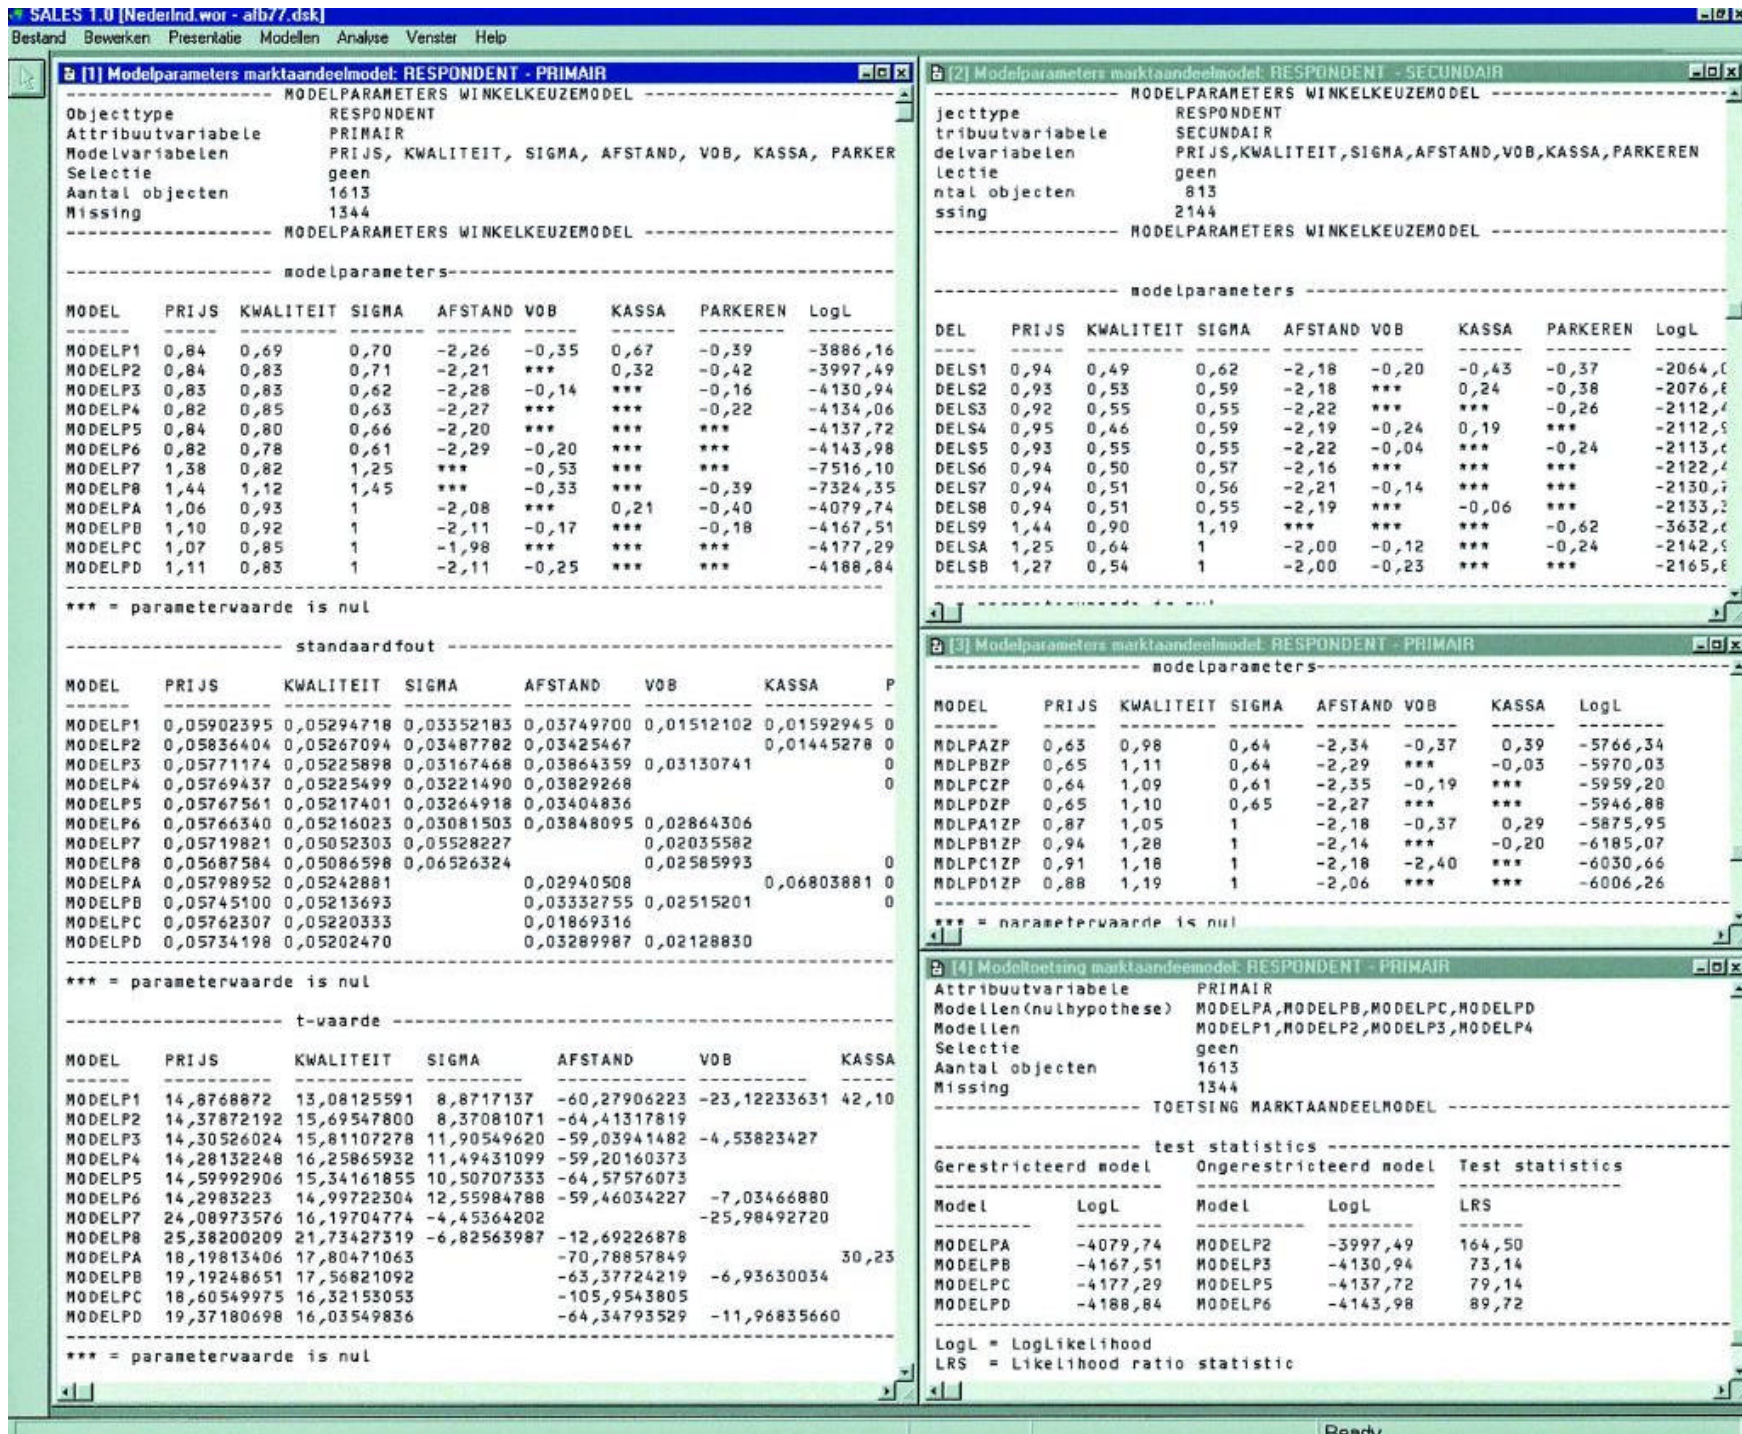 SALES 1.0 [Nederlnd.wor - afb77.dsk]
Bestand Bewerken Presentatie Modellen Analyse Venster Help
[1] Modelparameters marktaandeelmodel: RESPONDENT - PRIMAIR
------------------- MODELPARAMETERS WINKELKEUZEMODEL -----------------------
Objecttype RESPONDENT
Attribuutvariabele PRIMAIR
Modelvariabelen PRIJS, KWALITEIT, SIGMA, AFSTAND, VOB, KASSA, PARKER
Selectie geen
Aantal objecten 1613
Missing 1344
------------------- MODELPARAMETERS WINKELKEUZEMODEL -----------------------
------------------- modelparameters-----------------------------------------
MODEL PRIJS KWALITEIT SIGMA AFSTAND VOB KASSA PARKEREN LogL
MODELP1 0,84 0,69 0,70 -2,26 -0,35 0,67 -0,39 -3886,16
MODELP2 0,84 0,83 0,71 -2,21 *** 0,32 -0,42 -3997,49
MODELP3 0,83 0,83 0,62 -2,28 -0,14 *** -0,16 -4130,94
MODELP4 0,82 0,85 0,63 -2,27 *** *** -0,22 -4134,06
MODELP5 0,84 0,80 0,66 -2,20 *** *** *** -4137,72
MODELP6 0,82 0,78 0,61 -2,29 -0,20 *** *** -4143,98
MODELP7 1,38 0,82 1,25 *** -0,53 *** *** -7516,10
MODELP8 1,44 1,12 1,45 *** -0,33 *** -0,39 -7324,35
MODELPA 1,06 0,93 1 -2,08 *** 0,21 -0,40 -4079,74
MODELPB 1,10 0,92 1 -2,11 -0,17 *** -0,18 -4167,51
MODELPC 1,07 0,85 1 -1,98 *** *** *** -4177,29
MODELPD 1,11 0,83 1 -2,11 -0,25 *** *** -4188,84
*** = parameterwaarde is nul
-------------------- standaardfout -----------------------------------------
MODEL PRIJS KWALITEIT SIGMA AFSTAND VOB KASSA P
MODELP1 0,05902395 0,05294718 0,03352183 0,03749700 0,01512102 0,01592945 0
MODELP2 0,05836404 0,05267094 0,03487782 0,03425467 0,01445278 0
MODELP3 0,05771174 0,05225898 0,03167468 0,03864359 0,03130741 0
MODELP4 0,05769437 0,05225499 0,03221490 0,03829268 0
MODELP5 0,05767561 0,05217401 0,03264918 0,03404836
MODELP6 0,05766340 0,05216023 0,03081503 0,03848095 0,02864306
MODELP7 0,05719821 0,05052303 0,05528227 0,02035582
MODELP8 0,05687584 0,05086598 0,06526324 0,02585993 0
MODELPA 0,05798952 0,05242881 0,02940508 0,06803881 0
MODELPB 0,05745100 0,05213693 0,03332755 0,02515201 0
MODELPC 0,05762307 0,05220333 0,01869316
MODELPD 0,05734198 0,05202470 0,03289987 0,02128830
*** = parameterwaarde is nul
-------------------- t-waarde ----------------------------------------------
MODEL PRIJS KWALITEIT SIGMA AFSTAND VOB KASSA
MODELP1 14,8768872 13,08125591 8,8717137 -60,27906223 -23,12233631 42,10
MODELP2 14,37872192 15,69547800 8,37081071 -64,41317819
MODELP3 14,30526024 15,81107278 11,90549620 -59,03941482 -4,53823427
MODELP4 14,28132248 16,25865932 11,49431099 -59,20160373
MODELP5 14,59992906 15,34161855 10,50707333 -64,57576073
MODELP6 14,2983223 14,99722304 12,55984788 -59,46034227 -7,03466880
MODELP7 24,08973576 16,19704774 -4,45364202 -25,98492720
MODELP8 25,38200209 21,73427319 -6,82563987 -12,69226878
MODELPA 18,19813406 17,80471063 -70,78857849 30,23
MODELPB 19,19248651 17,56821092 -63,37724219 -6,93630034
MODELPC 18,60549975 16,32153053 -105,9543805
MODELPD 19,37180698 16,03549836 -64,34793529 -11,96835660
*** = parameterwaarde is nul
[2] Modelparameters marktaandeelmodel: RESPONDENT - SECUNDAIR
----------------- MODELPARAMETERS WINKELKEUZEMODEL ---------------------
jecttype RESPONDENT
tribuutvariabele SECUNDAIR
delvariabelen PRIJS,KWALITEIT,SIGMA,AFSTAND,VOB,KASSA,PARKEREN
lectie geen
ntal objecten 813
ssing 2144
----------------- MODELPARAMETERS WINKELKEUZEMODEL ---------------------
----------------- modelparameters --------------------------------------
DEL PRIJS KWALITEIT SIGMA AFSTAND VOB KASSA PARKEREN LogL
DELS1 0,94 0,49 0,62 -2,18 -0,20 -0,43 -0,37 -2064,
DELS2 0,93 0,53 0,59 -2,18 *** 0,24 -0,38 -2076,
DELS3 0,92 0,55 0,55 -2,22 *** *** -0,26 -2112,
DELS4 0,95 0,46 0,59 -2,19 -0,24 0,19 *** -2112,
DELS5 0,93 0,55 0,55 -2,22 -0,04 *** -0,24 -2113,
DELS6 0,94 0,50 0,57 -2,16 *** *** *** -2122,
DELS7 0,94 0,51 0,56 -2,21 -0,14 *** *** -2130,
DELS8 0,94 0,51 0,55 -2,19 *** -0,06 *** -2133,
DELS9 1,44 0,90 1,19 *** *** *** -0,62 -3632,
DELSA 1,25 0,64 1 -2,00 -0,12 *** -0,24 -2142,
DELSB 1,27 0,54 1 -2,00 -0,23 *** *** -2165,
[3] Modelparameters marktaandeelmodel: RESPONDENT - PRIMAIR
------------------- modelparameters-------------------------------------
MODEL PRIJS KWALITEIT SIGMA AFSTAND VOB KASSA LogL
MDLPAZP 0,63 0,98 0,64 -2,34 -0,37 0,39 -5766,34
MDLPBZP 0,65 1,11 0,64 -2,29 *** -0,03 -5970,03
MDLPCZP 0,64 1,09 0,61 -2,35 -0,19 *** -5959,20
MDLPDZP 0,65 1,10 0,65 -2,27 *** *** -5946,88
MDLPA1ZP 0,87 1,05 1 -2,18 -0,37 0,29 -5875,95
MDLPB1ZP 0,94 1,28 1 -2,14 *** -0,20 -6185,07
MDLPC1ZP 0,91 1,18 1 -2,18 -2,40 *** -6030,66
MDLPD1ZP 0,88 1,19 1 -2,06 *** *** -6006,26
*** = parameterwaarde is nul
[4] Modeltoetsing marktaandeemodel: RESPONDENT - PRIMAIR
Attribuutvariabele PRIMAIR
Modellen(nulhypothese) MODELPA,MODELPB,MODELPC,MODELPD
Modellen MODELP1,MODELP2,MODELP3,MODELP4
Selectie geen
Aantal objecten 1613
Missing 1344
------------------- TOETSING MARKTAANDEELMODEL -------------------------
------------------- test statistics ------------------------------------
Gerestricteerd model Ongerestricteerd model Test statistics
Model LogL Model LogL LRS
MODELPA -4079,74 MODELP2 -3997,49 164,50
MODELPB -4167,51 MODELP3 -4130,94 73,14
MODELPC -4177,29 MODELP5 -4137,72 79,14
MODELPD -4188,84 MODELP6 -4143,98 89,72
LogL = LogLikelihood
LRS = Likelihood ratio statistic
Ready